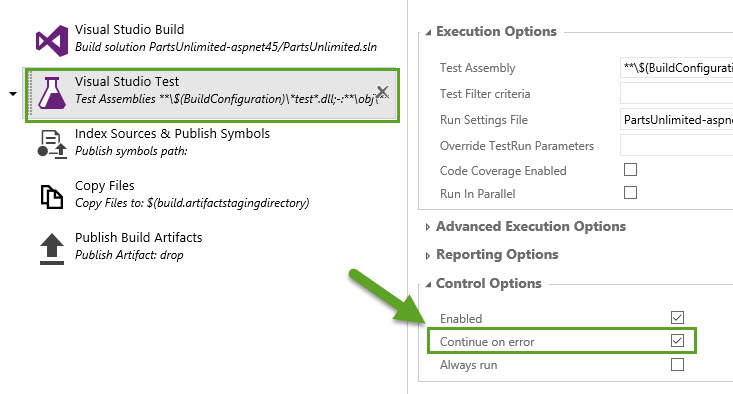 Visual Studio Build
Build solution PartsUnlimited-aspnet45/PartsUnlimited.sln
Visual Studio Test
Test Assemblies **\$(BuildConfiguration)\*test*.dll;-:**\obj\**
Index Sources & Publish Symbols
Publish symbols path:
Copy Files
Copy Files to: $(build.artifactstagingdirectory)
Publish Build Artifacts
Publish Artifact: drop
Execution Options
Test Assembly **\$(BuildConfigurati
Test Filter criteria
Run Settings File PartsUnlimited-aspne
Override TestRun Parameters
Code Coverage Enabled
Run In Parallel
Advanced Execution Options
Reporting Options
Control Options
Enabled
Continue on error
Always run